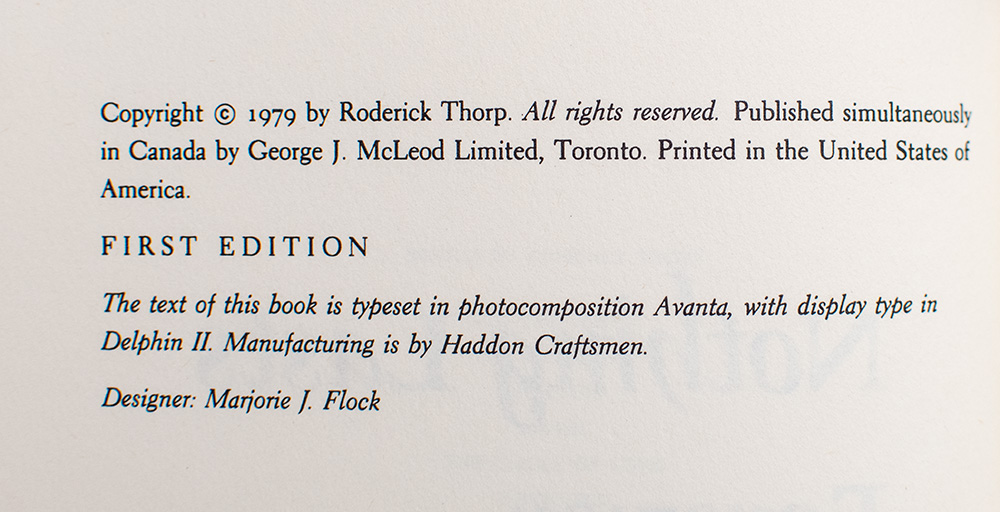 Copyright © 1979 by Roderick Thorp. All rights reserved. Published simultaneously
in Canada by George J. McLeod Limited, Toronto. Printed in the United States of
America.
FIRST EDITION
The text of this book is typeset in photocomposition Avanta, with display type in
Delphin II. Manufacturing is by Haddon Craftsmen.
Designer: Marjorie J. Flock